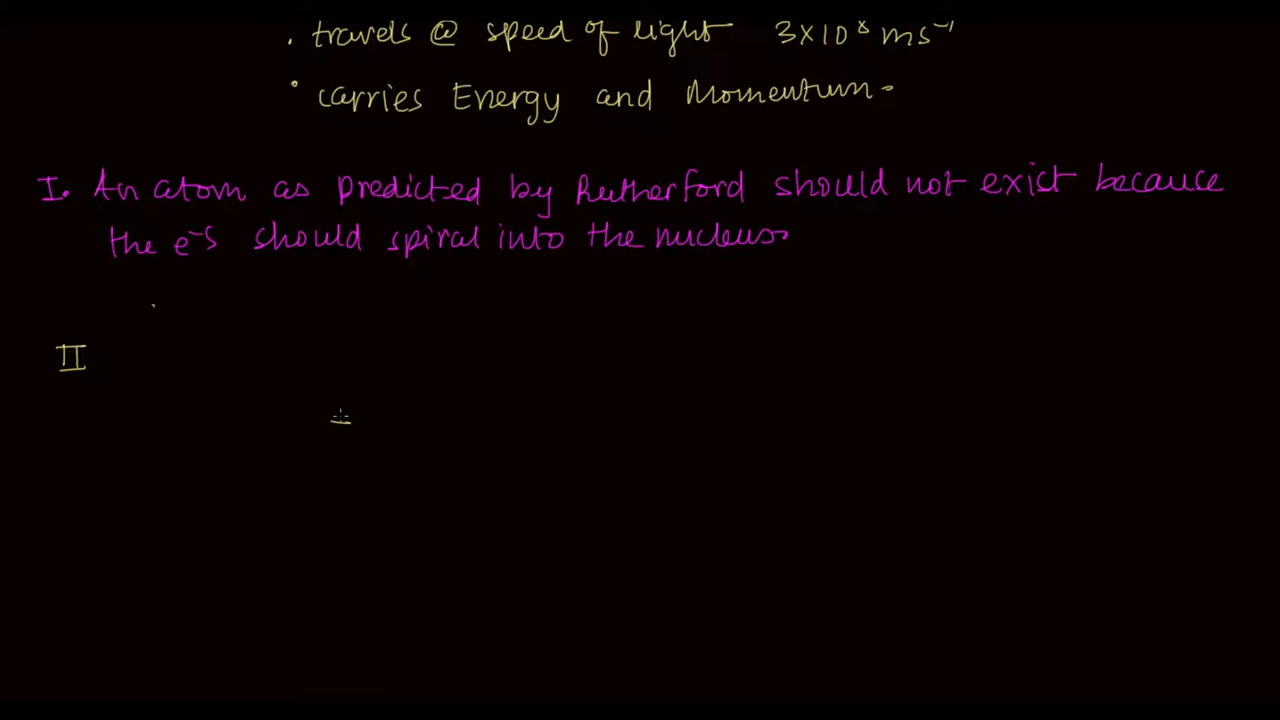 . travels @ speed of light 3×10⁸ ms⁻¹
• carries Energy and Momentum.
I. An atom as predicted by Rutherford should not exist because
the e⁻s should spiral into the nucleus.
II